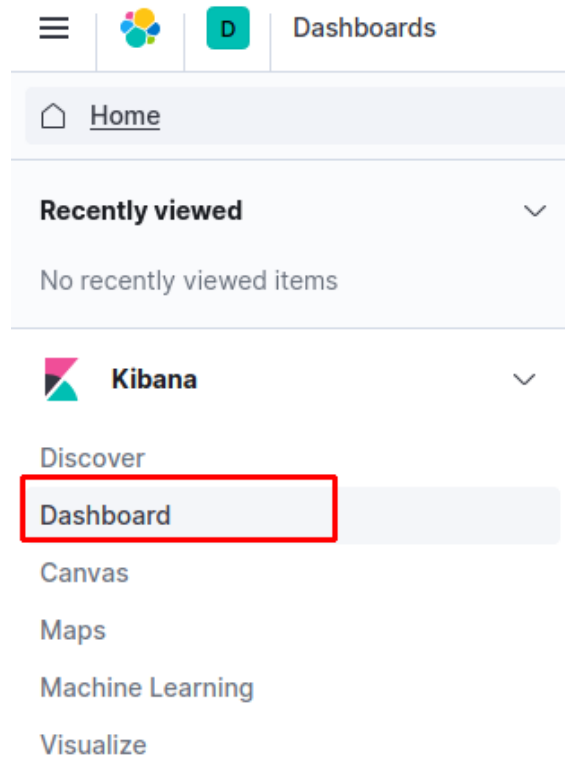 D Dashboards
Home
Recently viewed
No recently viewed items
Kibana
Discover
Dashboard
Canvas
Maps
Machine Learning
Visualize